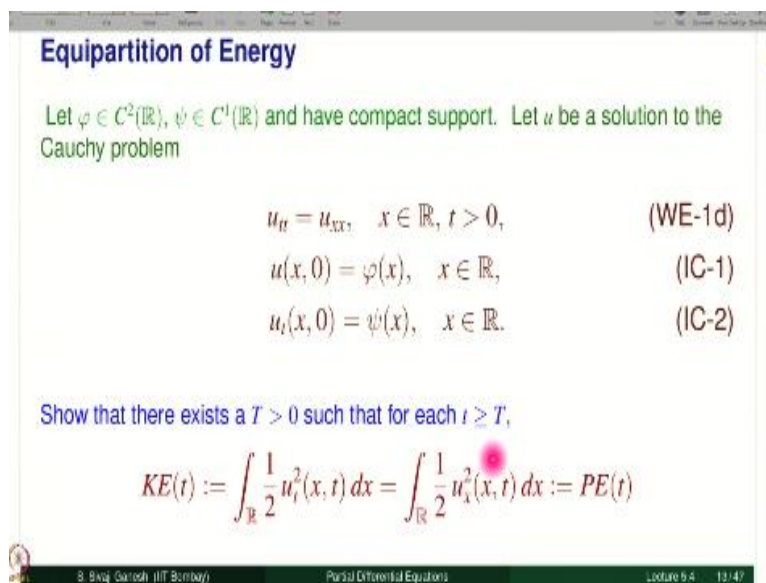 Equipartition of Energy
Let φ ∈ C²(ℝ), ψ ∈ C¹(ℝ) and have compact support. Let u be a solution to the
Cauchy problem
u_tt = u_xx, x ∈ ℝ, t > 0, (WE-1d)
u(x, 0) = φ(x), x ∈ ℝ, (IC-1)
u_t(x, 0) = ψ(x), x ∈ ℝ. (IC-2)
Show that there exists a T > 0 such that for each t ≥ T,
KE(t) := ∫_ℝ 1/2 u_t²(x, t) dx = ∫_ℝ 1/2 u_x²(x, t) dx := PE(t)
Ganesh (IIT Bombay) Partial Differential Equations Lecture 13/47